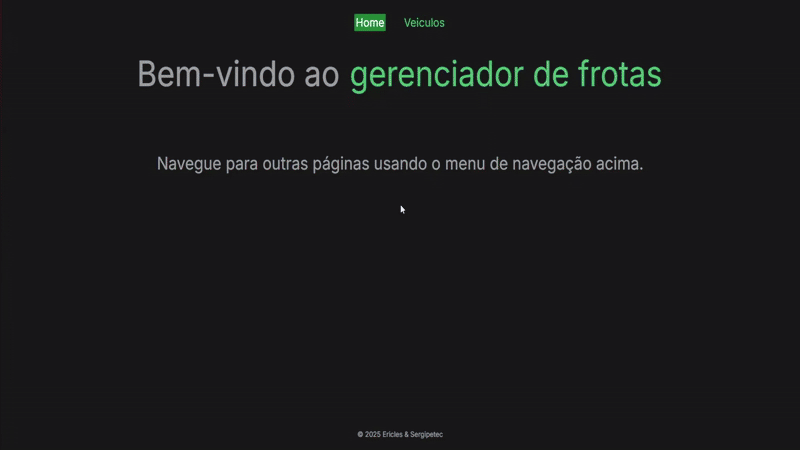 Home Veículos
Bem-vindo ao gerenciador de frotas
Navegue para outras páginas usando o menu de navegação acima.
© 2025 Ericles & Sergipetec